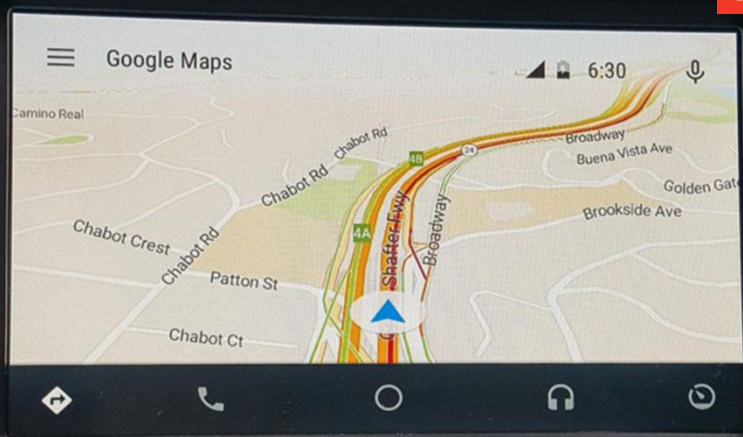 Google Maps
6:30
Camino Real
Chabot Rd
Broadway
4B
24
Buena Vista Ave
Chabot Rd
Golden Gate
Brookside Ave
Shafter Fwy
Broadway
4A
Chabot Crest
Chabot Rd
Patton St
Chabot Ct